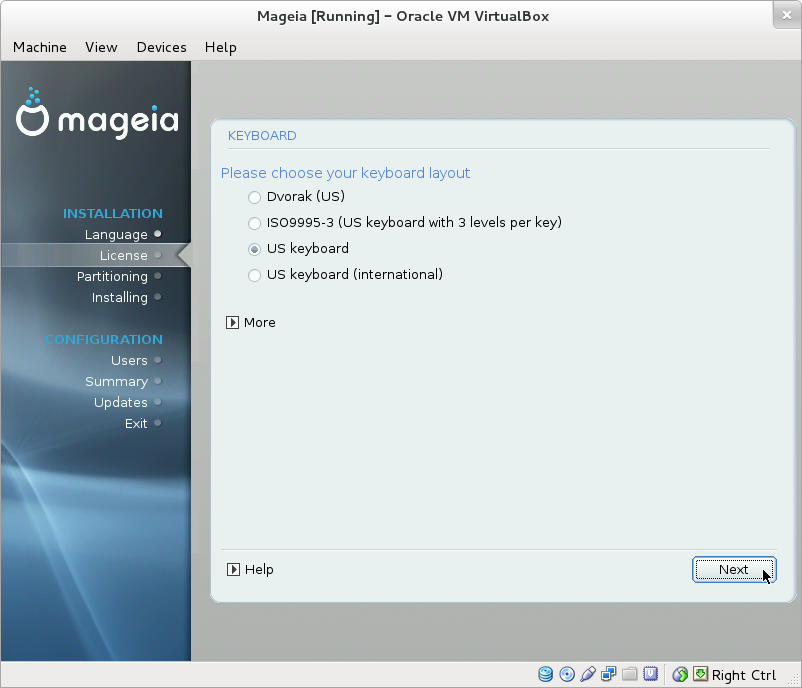 Mageia [Running] – Oracle VM VirtualBox
Machine View Devices Help
mageia
INSTALLATION
Language
License
Partitioning
Installing
CONFIGURATION
Users
Summary
Updates
Exit
KEYBOARD
Please choose your keyboard layout
Dvorak (US)
ISO9995-3 (US keyboard with 3 levels per key)
US keyboard
US keyboard (international)
More
Help
Next
Right Ctrl